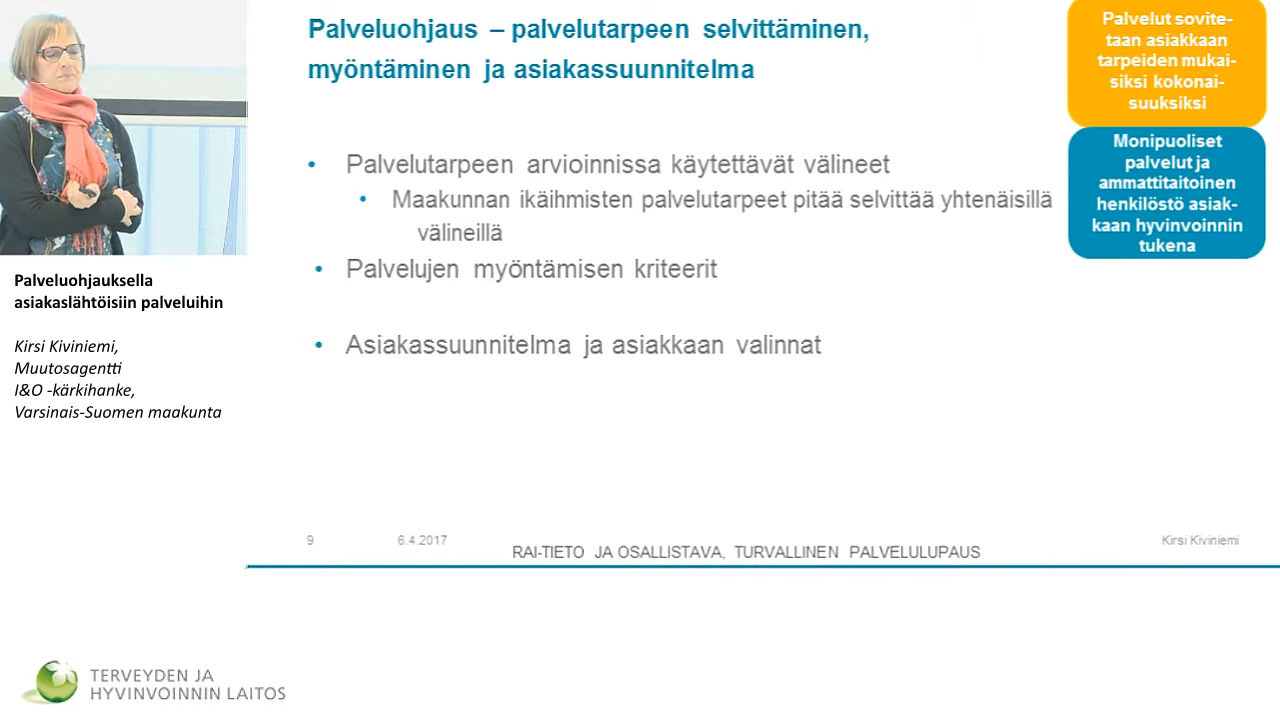 Palveluohjaus – palvelutarpeen selvittäminen,
myöntäminen ja asiakassuunnitelma
Palvelut sovite-
taan asiakkaan
tarpeiden mukai-
siksi kokonai-
suuksiksi
Monipuoliset
palvelut ja
ammattitaitoinen
henkilöstö asiak-
kaan hyvinvoinnin
tukena
• Palvelutarpeen arvioinnissa käytettävät välineet
• Maakunnan ikäihmisten palvelutarpeet pitää selvittää yhtenäisillä
välineillä
• Palvelujen myöntämisen kriteerit
• Asiakassuunnitelma ja asiakkaan valinnat
Palveluohjauksella
asiakaslähtöisiin palveluihin
Kirsi Kiviniemi,
Muutosagentti
I&O -kärkihanke,
Varsinais-Suomen maakunta
9
6.4.2017
RAI-TIETO JA OSALLISTAVA, TURVALLINEN PALVELULUPAUS
Kirsi Kiviniemi
TERVEYDEN JA
HYVINVOINNIN LAITOS